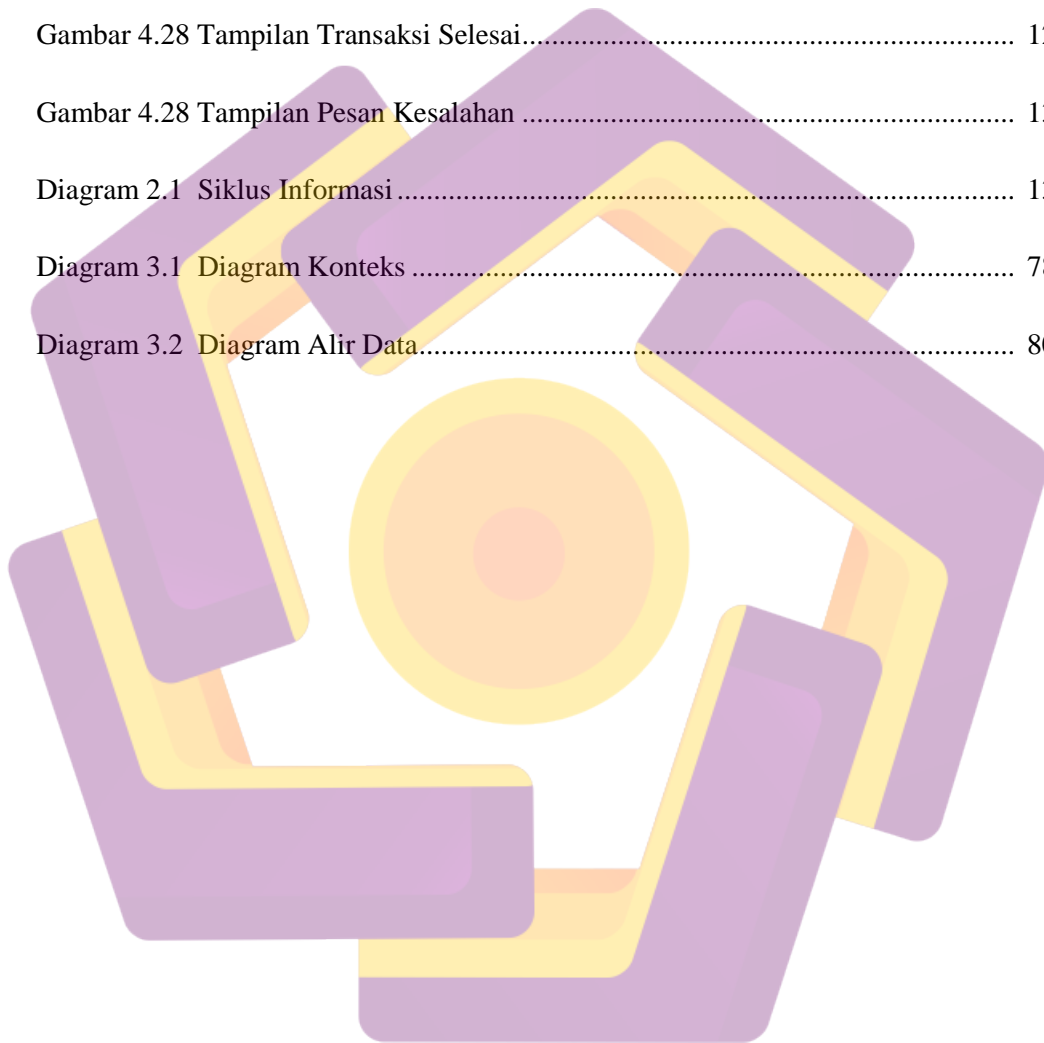 Gambar 4.28 Tampilan Transaksi Selesai...................................................................... 
Gambar 4.28 Tampilan Pesan Kesalahan ...................................................................... 
Diagram 2.1  Siklus Informasi ...................................................................................... 
Diagram 3.1  Diagram Konteks .................................................................................... 
Diagram 3.2  Diagram Alir Data...................................................................................